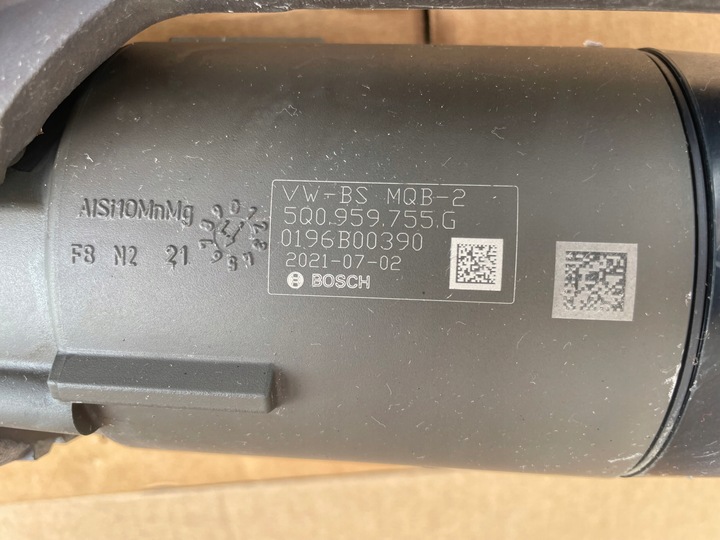 AlSi10MnMg
F8 N2 21
VW-BS MQB-2
5Q0.959.755.G
0196B00390
2021-07-02
BOSCH